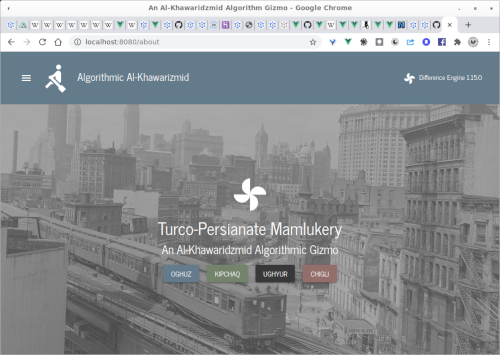 An Al-Khawaridzmid Algorithm Gizmo - Google Chrome
localhost:8080/about
Algorithmic Al-Khawarizmid
Difference Engine 1.15.0
Turco-Persianate Mamlukery
An Al-Khawaridzmid Algorithmic Gizmo
OGHUZ KIPCHAQ UGHYUR CHIGLI